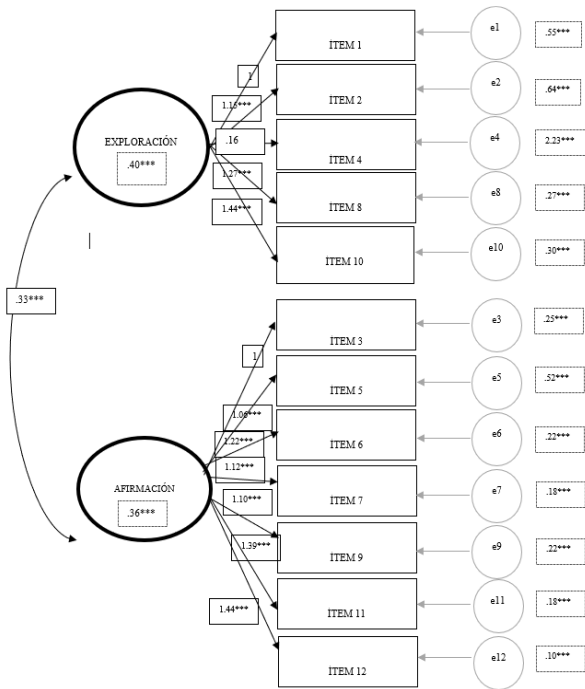 ÍTEM 1
e1
.55***
1
ÍTEM 2
e2
.64***
1.15***
EXPLORACIÓN
.40***
.16
ÍTEM 4
e4
2.23***
1.27***
ÍTEM 8
e8
.27***
1.44***
ÍTEM 10
e10
.30***
.33***
ÍTEM 3
e3
.25***
1
ÍTEM 5
e5
.52***
1.06***
ÍTEM 6
e6
.22***
1.22***
1.12***
AFIRMACIÓN
.36***
ÍTEM 7
e7
.18***
1.10***
ÍTEM 9
e9
.22***
1.39***
ÍTEM 11
e11
.18***
1.44***
ÍTEM 12
e12
.10***